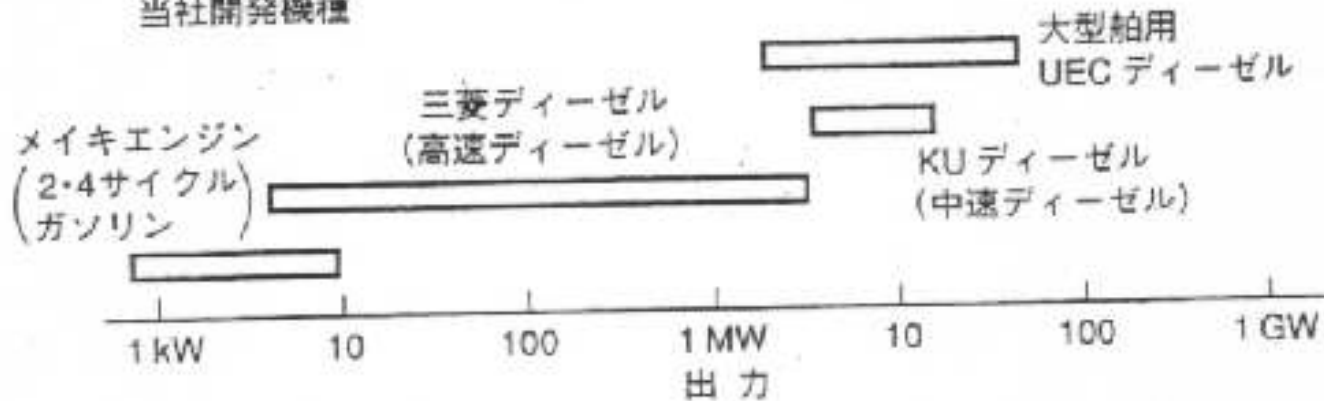 当社開発機種
大型舶用
UEC ディーゼル
三菱ディーゼル
(高速ディーゼル)
メイキエンジン
(2・4サイクル
ガソリン)
KU ディーゼル
(中速ディーゼル)
1 kW 10 100 1 MW 10 100 1 GW
出 力